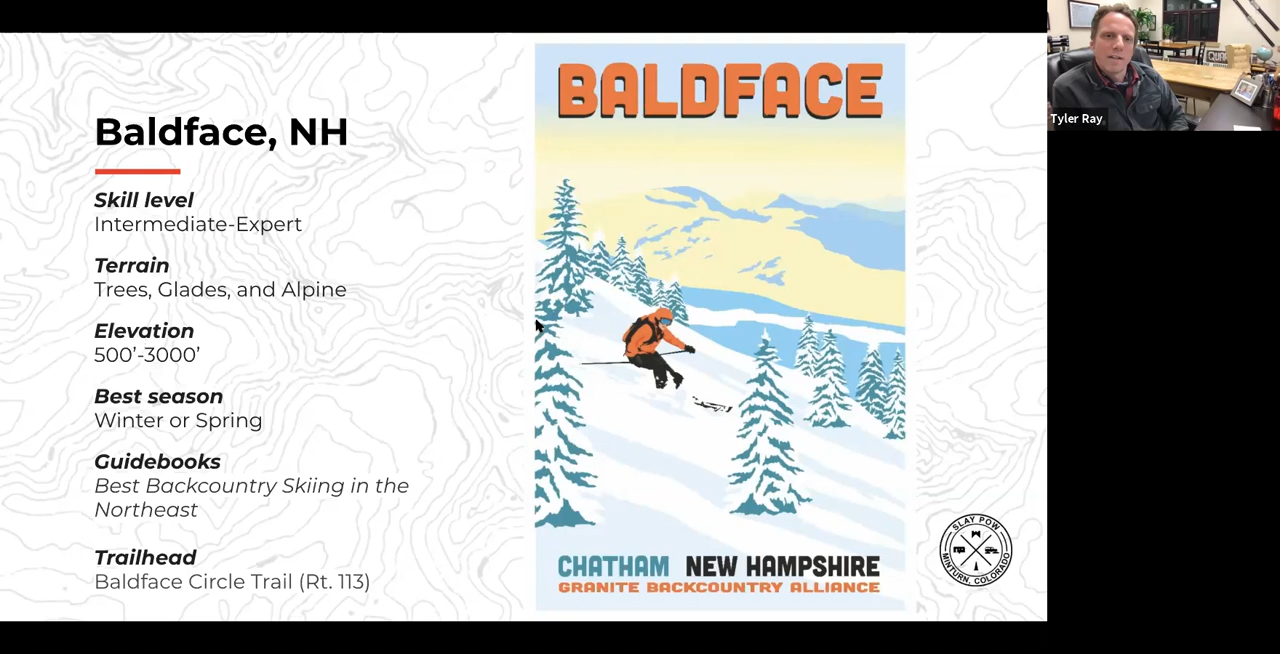 Baldface, NH
Skill level
Intermediate-Expert
Terrain
Trees, Glades, and Alpine
Elevation
500’-3000’
Best season
Winter or Spring
Guidebooks
Best Backcountry Skiing in the
Northeast
Trailhead
Baldface Circle Trail (Rt. 113)
BALDFACE
CHATHAM NEW HAMPSHIRE
GRANITE BACKCOUNTRY ALLIANCE
SLAY POW
MINTURN, COLORADO
Tyler Ray